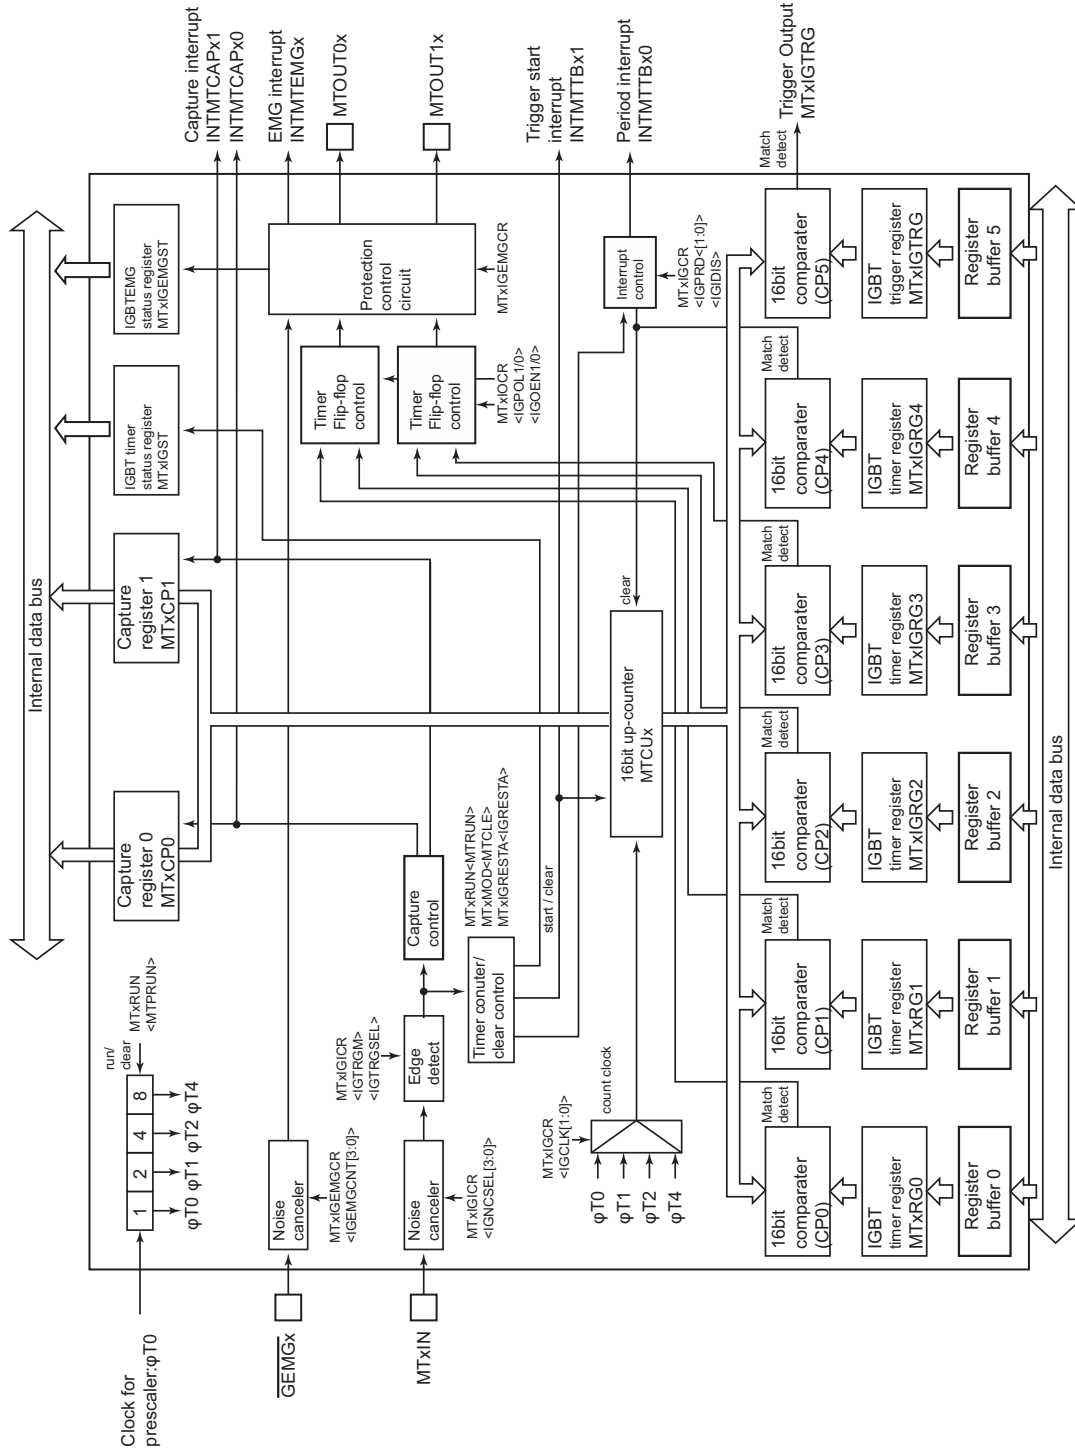 Internal data bus
Clock for
prescaler:φT0
1
2
4
8
run/
clear
MTxRUN
<MTPRUN>
φT0
φT1
φT2
φT4
Capture
register 0
MTxCP0
Capture
register 1
MTxCP1
IGBT timer
status register
MTxIGST
IGBTEMG
status register
MTxIGEMGST
Capture interrupt
INTMTCAPx1
INTMTCAPx0
GEMGx
Noise
canceler
MTxIGEMGCR
<IGEMGCNT[3:0]>
Timer
Flip-flop
control
Timer
Flip-flop
control
MTxIOCR
<IGPOL1/0>
<IGOEN1/0>
Protection
control
circuit
MTxIGEMGCR
EMG interrupt
INTMTEMGx
MTOUT0x
MTOUT1x
MTxIN
Noise
canceler
MTxIGICR
<IGNCSEL[3:0]>
MTxIGICR
<IGTRGM>
<IGTRGSEL>
Edge
detect
Capture
control
Timer conuter/
clear control
MTxRUN<MTRUN>
MTxMOD<MTCLE>
MTxIGRESTA<IGRESTA>
start / clear
Trigger start
interrupt
INTMTTBx1
Period interrupt
INTMTTBx0
Interrupt
control
MTxIGCR
<IGPRD<[1:0]>
<IGIDIS>
MTxIGCR
<IGCLK[1:0]>
φT0
φT1
φT2
φT4
count clock
16bit up-counter
MTCUx
clear
16bit
comparater
(CP0)
Match
detect
16bit
comparater
(CP1)
Match
detect
16bit
comparater
(CP2)
Match
detect
16bit
comparater
(CP3)
Match
detect
16bit
comparater
(CP4)
Match
detect
16bit
comparater
(CP5)
Match
detect
Trigger Output
MTxIGTRG
IGBT
timer register
MTxRG0
IGBT
timer register
MTxRG1
IGBT
timer register
MTxIGRG2
IGBT
timer register
MTxIGRG3
IGBT
timer register
MTxIGRG4
IGBT
trigger register
MTxIGTRG
Register
buffer 0
Register
buffer 1
Register
buffer 2
Register
buffer 3
Register
buffer 4
Register
buffer 5
Internal data bus